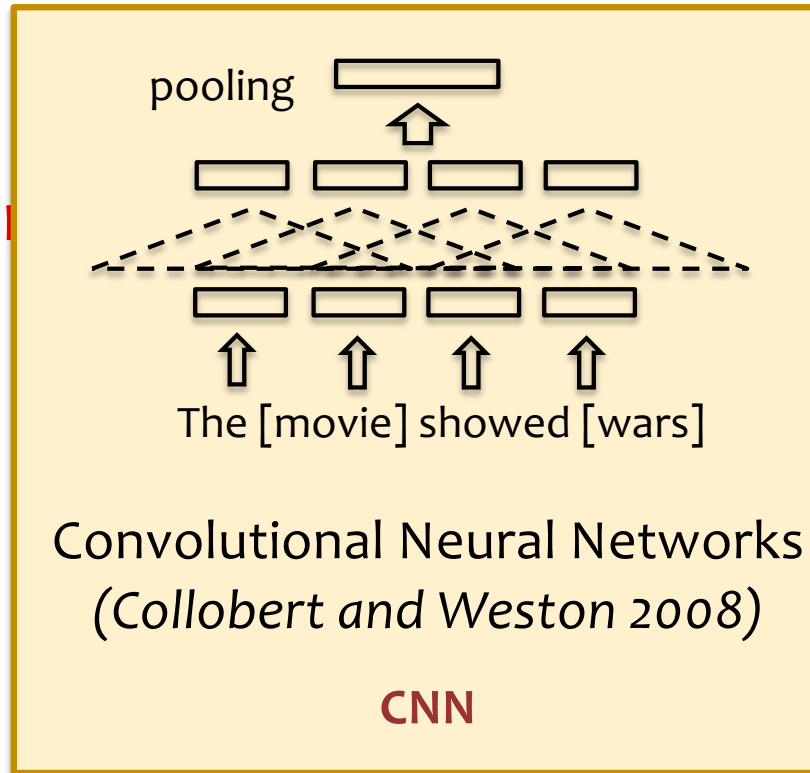 pooling
The [movie] showed [wars]
Convolutional Neural Networks
(Collobert and Weston 2008)
CNN